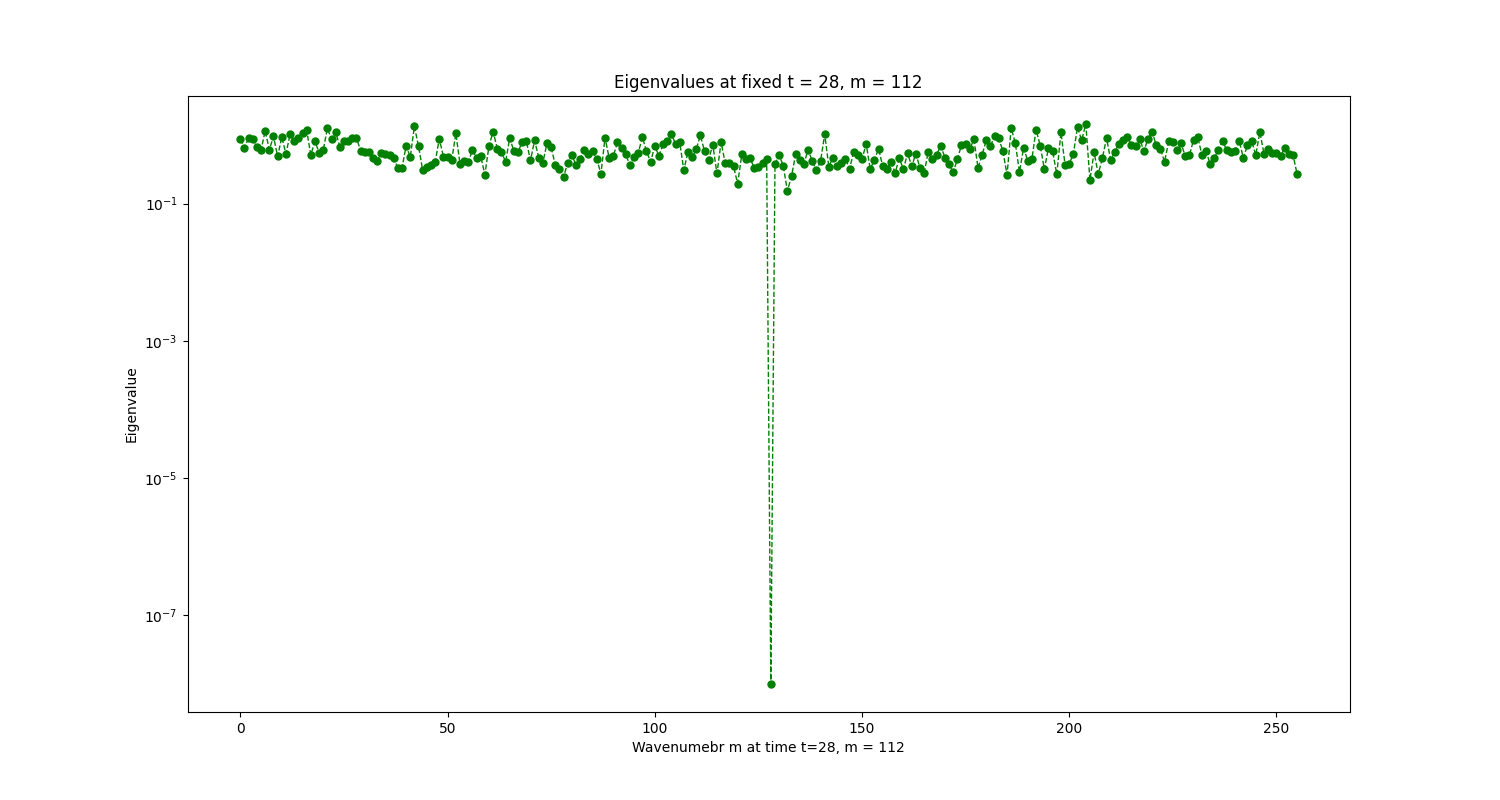 Eigenvalues at fixed t = 28, m = 112
Eigenvalue
10⁻¹
10⁻³
10⁻⁵
10⁻⁷
0 50 100 150 200 250
Wavenumebr m at time t=28, m = 112